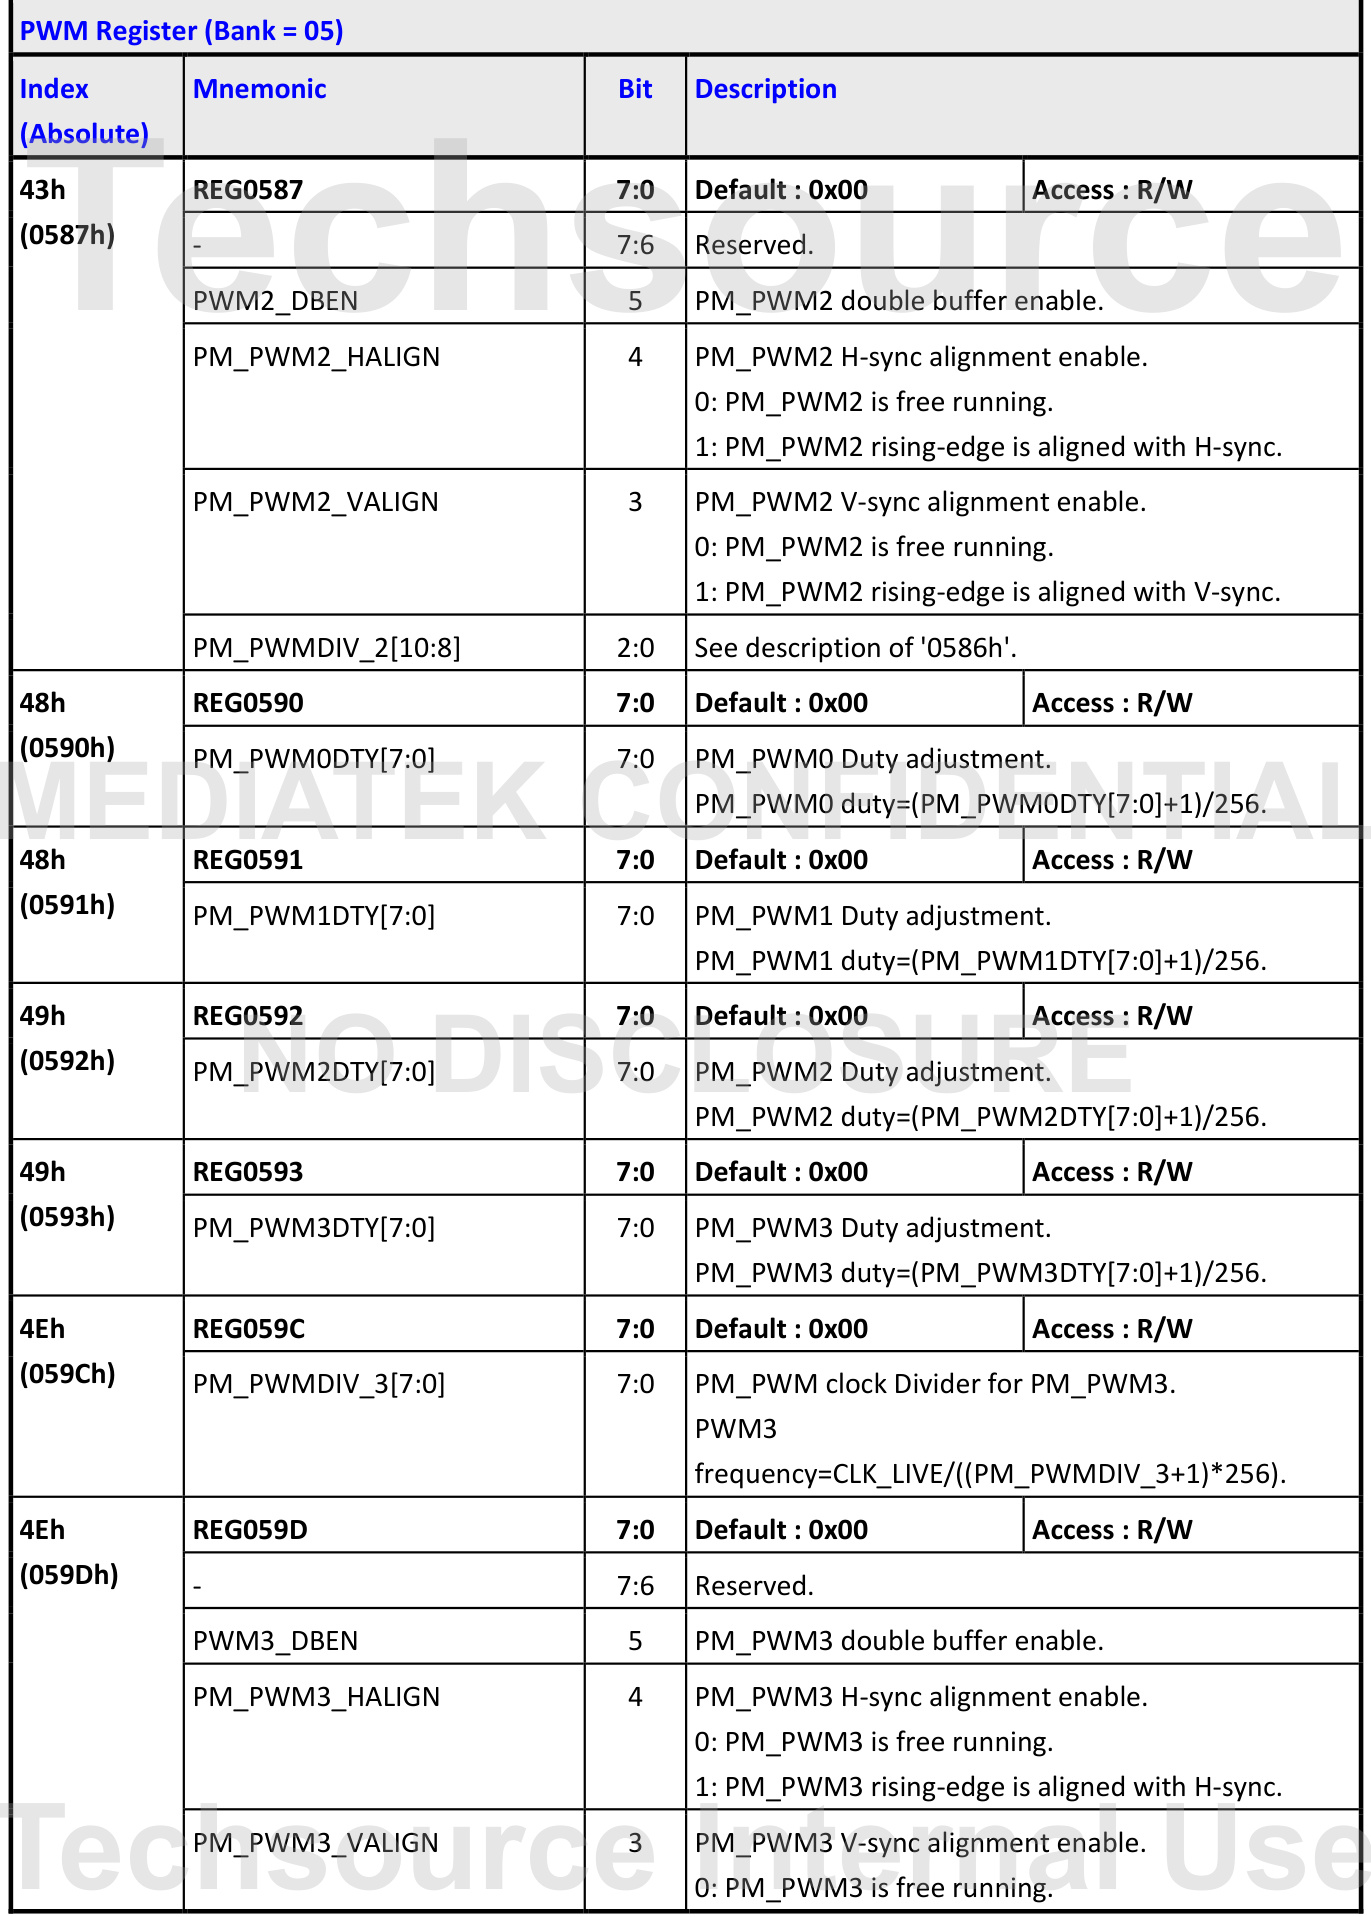 PWM Register (Bank = 05)
Index (Absolute) Mnemonic Bit Description
43h (0587h) REG0587 7:0 Default : 0x00 Access : R/W
- 7:6 Reserved.
PWM2_DBEN 5 PM_PWM2 double buffer enable.
PM_PWM2_HALIGN 4 PM_PWM2 H-sync alignment enable.
0: PM_PWM2 is free running.
1: PM_PWM2 rising-edge is aligned with H-sync.
PM_PWM2_VALIGN 3 PM_PWM2 V-sync alignment enable.
0: PM_PWM2 is free running.
1: PM_PWM2 rising-edge is aligned with V-sync.
PM_PWMDIV_2[10:8] 2:0 See description of '0586h'.
48h (0590h) REG0590 7:0 Default : 0x00 Access : R/W
PM_PWM0DTY[7:0] 7:0 PM_PWM0 Duty adjustment.
PM_PWM0 duty=(PM_PWM0DTY[7:0]+1)/256.
48h (0591h) REG0591 7:0 Default : 0x00 Access : R/W
PM_PWM1DTY[7:0] 7:0 PM_PWM1 Duty adjustment.
PM_PWM1 duty=(PM_PWM1DTY[7:0]+1)/256.
49h (0592h) REG0592 7:0 Default : 0x00 Access : R/W
PM_PWM2DTY[7:0] 7:0 PM_PWM2 Duty adjustment.
PM_PWM2 duty=(PM_PWM2DTY[7:0]+1)/256.
49h (0593h) REG0593 7:0 Default : 0x00 Access : R/W
PM_PWM3DTY[7:0] 7:0 PM_PWM3 Duty adjustment.
PM_PWM3 duty=(PM_PWM3DTY[7:0]+1)/256.
4Eh (059Ch) REG059C 7:0 Default : 0x00 Access : R/W
PM_PWMDIV_3[7:0] 7:0 PM_PWM clock Divider for PM_PWM3.
PWM3
frequency=CLK_LIVE/((PM_PWMDIV_3+1)*256).
4Eh (059Dh) REG059D 7:0 Default : 0x00 Access : R/W
- 7:6 Reserved.
PWM3_DBEN 5 PM_PWM3 double buffer enable.
PM_PWM3_HALIGN 4 PM_PWM3 H-sync alignment enable.
0: PM_PWM3 is free running.
1: PM_PWM3 rising-edge is aligned with H-sync.
PM_PWM3_VALIGN 3 PM_PWM3 V-sync alignment enable.
0: PM_PWM3 is free running.
Techsource
MEDIATEK CONFIDENTIAL
NO DISCLOSURE
Techsource Internal Use